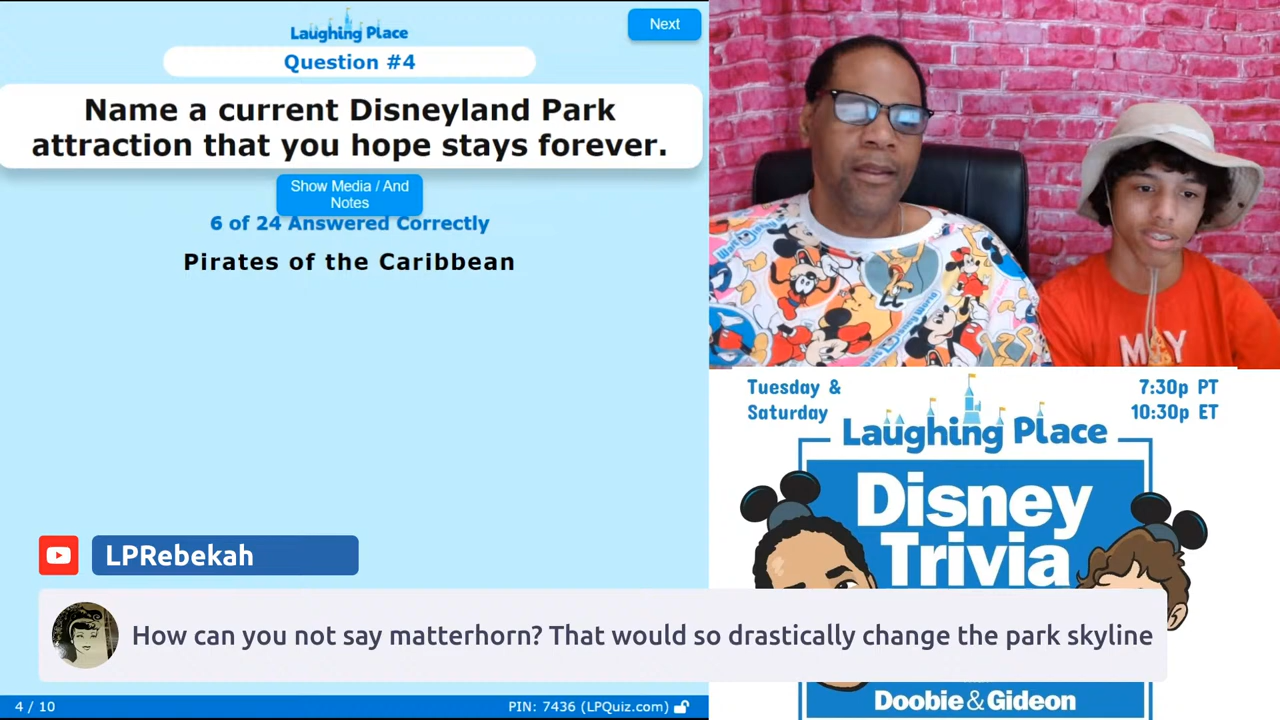 Laughing Place
Next
Question #4
Name a current Disneyland Park
attraction that you hope stays forever.
Show Media / And
Notes
6 of 24 Answered Correctly
Pirates of the Caribbean
MAY
Tuesday &
Saturday
7:30p PT
10:30p ET
Laughing Place
Disney
Trivia
Doobie & Gideon
LPRebekah
How can you not say matterhorn? That would so drastically change the park skyline
4 / 10
PIN: 7436 (LPQuiz.com)